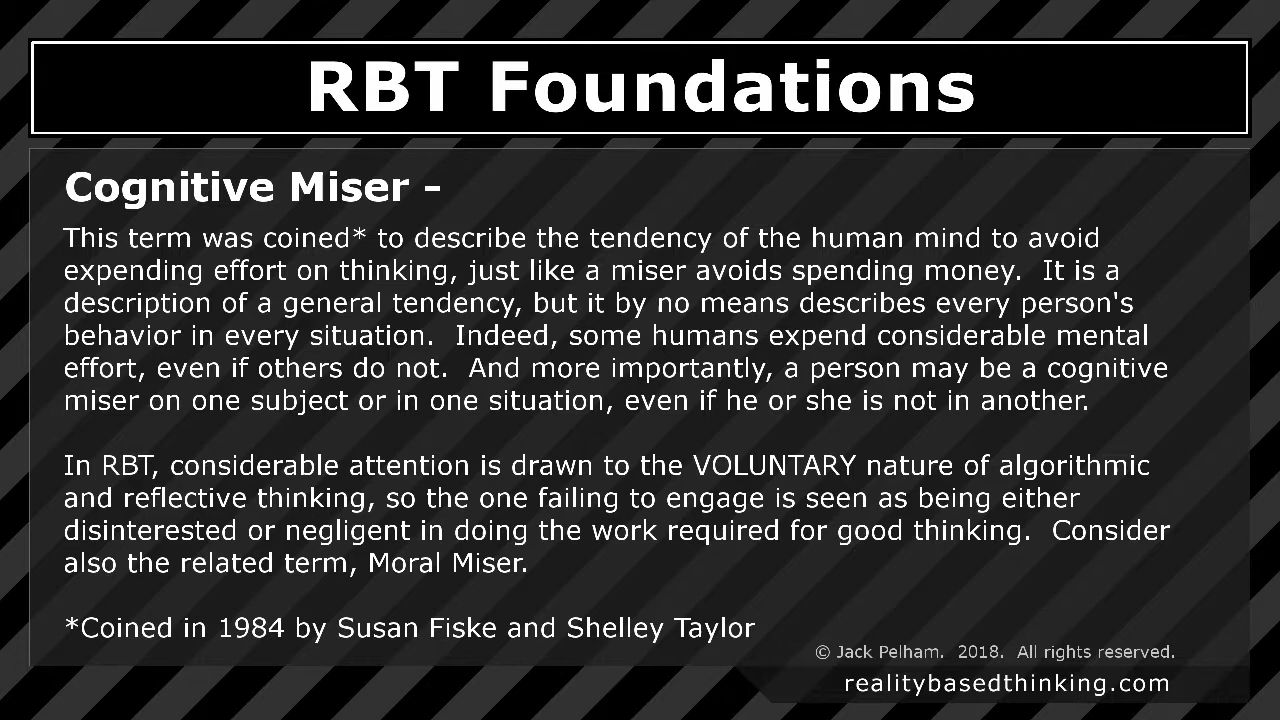 RBT Foundations
Cognitive Miser –
This term was coined* to describe the tendency of the human mind to avoid
expending effort on thinking, just like a miser avoids spending money.  It is a
description of a general tendency, but it by no means describes every person's
behavior in every situation.  Indeed, some humans expend considerable mental
effort, even if others do not.  And more importantly, a person may be a cognitive
miser on one subject or in one situation, even if he or she is not in another.
In RBT, considerable attention is drawn to the VOLUNTARY nature of algorithmic
and reflective thinking, so the one failing to engage is seen as being either
disinterested or negligent in doing the work required for good thinking.  Consider
also the related term, Moral Miser.
*Coined in 1984 by Susan Fiske and Shelley Taylor
© Jack Pelham.  2018.  All rights reserved.
realitybasedthinking.com